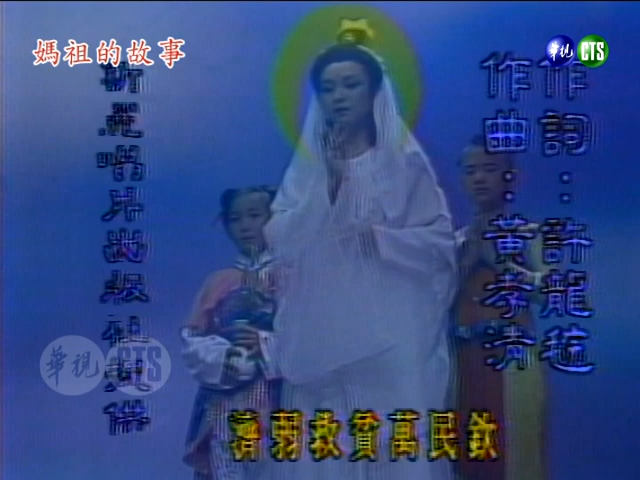 媽祖的故事
華視 CTS
作詞：許龍荿
作曲：黃孝清
唱片出版社提供
華視 CTS
濟弱救貧萬民欽